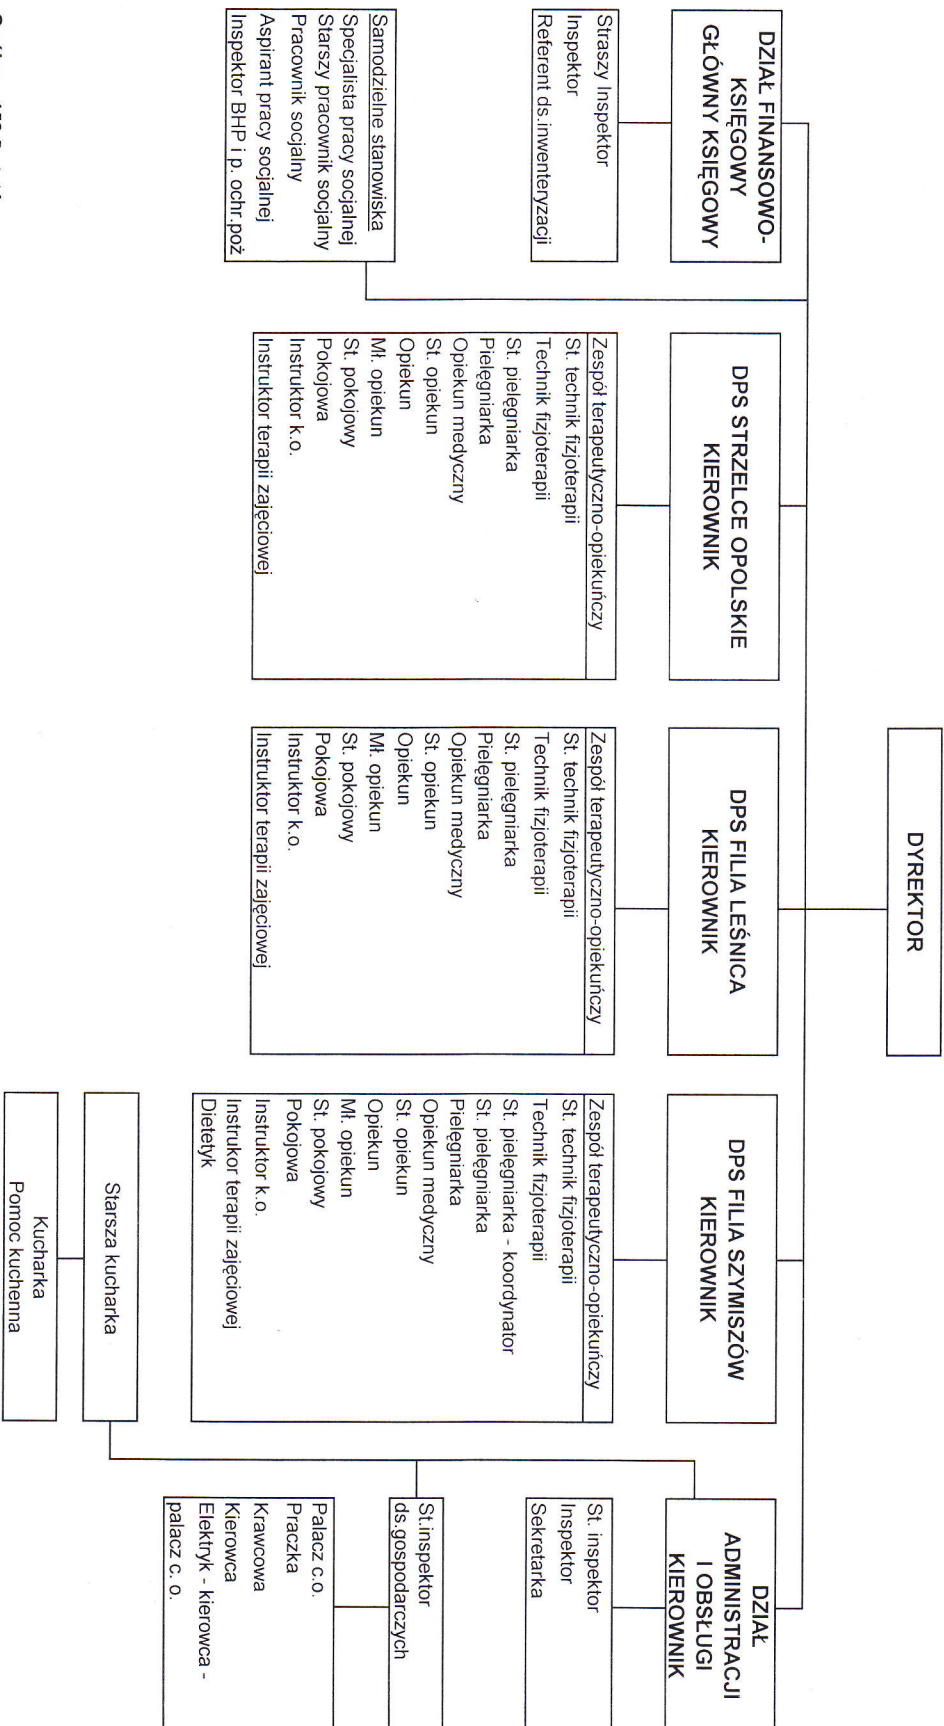 DYREKTOR
DZIAŁ FINANSOWO-
KSIĘGOWY
GŁÓWNY KSIĘGOWY
Straszy Inspektor
Inspektor
Referent ds.inwenteryzacji
Samodzielne stanowiska
Specjalista pracy socjalnej
Starszy pracownik socjalny
Pracownik socjalny
Aspirant pracy socjalnej
Inspektor BHP i p. ochr.poż
DPS STRZELCE OPOLSKIE
KIEROWNIK
Zespół terapeutyczno-opiekuńczy
St. technik fizjoterapii
Technik fizjoterapii
St. pielęgniarka
Pielęgniarka
Opiekun medyczny
St. opiekun
Opiekun
Mł. opiekun
St. pokojowy
Pokojowa
Instruktor k.o.
Instruktor terapii zajęciowej
DPS FILIA LEŚNICA
KIEROWNIK
Zespół terapeutyczno-opiekuńczy
St. technik fizjoterapii
Technik fizjoterapii
St. pielęgniarka
Pielęgniarka
Opiekun medyczny
St. opiekun
Opiekun
Mł. opiekun
St. pokojowy
Pokojowa
Instruktor k.o.
Instruktor terapii zajęciowej
DPS FILIA SZYMISZÓW
KIEROWNIK
Zespół terapeutyczno-opiekuńczy
St. technik fizjoterapii
Technik fizjoterapii
St. pielęgniarka - koordynator
St. pielęgniarka
Pielęgniarka
Opiekun medyczny
St. opiekun
Opiekun
Mł. opiekun
St. pokojowy
Pokojowa
Instruktor k.o.
Instrukor terapii zajęciowej
Dietetyk
DZIAŁ
ADMINISTRACJI
I OBSŁUGI
KIEROWNIK
St. inspektor
Inspektor
Sekretarka
St.inspektor
ds.gospodarczych
Palacz c.o.
Praczka
Krawcowa
Kierowca
Elektryk - kierowca -
palacz c. o.
Starsza kucharka
Kucharka
Pomoc kuchenna